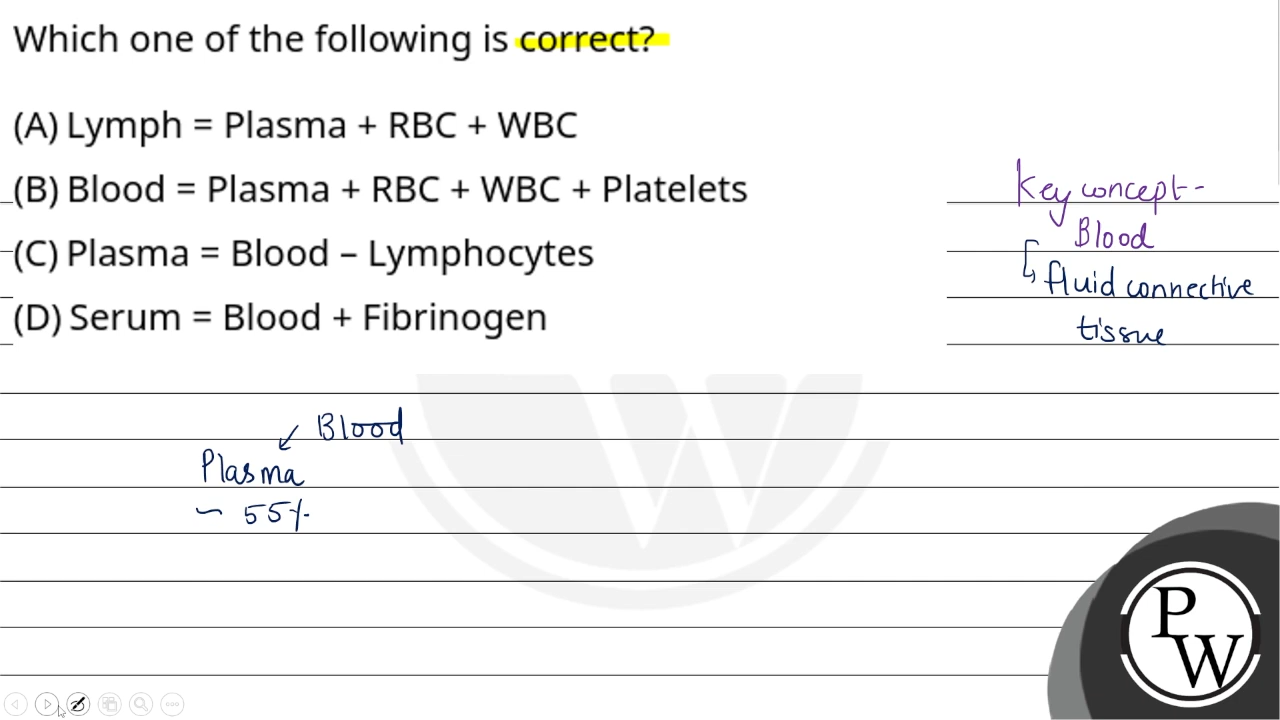 Which one of the following is correct?
(A) Lymph = Plasma + RBC + WBC
(B) Blood = Plasma + RBC + WBC + Platelets
(C) Plasma = Blood – Lymphocytes
(D) Serum = Blood + Fibrinogen
Key concept -
Blood
fluid connective
tissue
Blood
Plasma
~ 55%
P
W